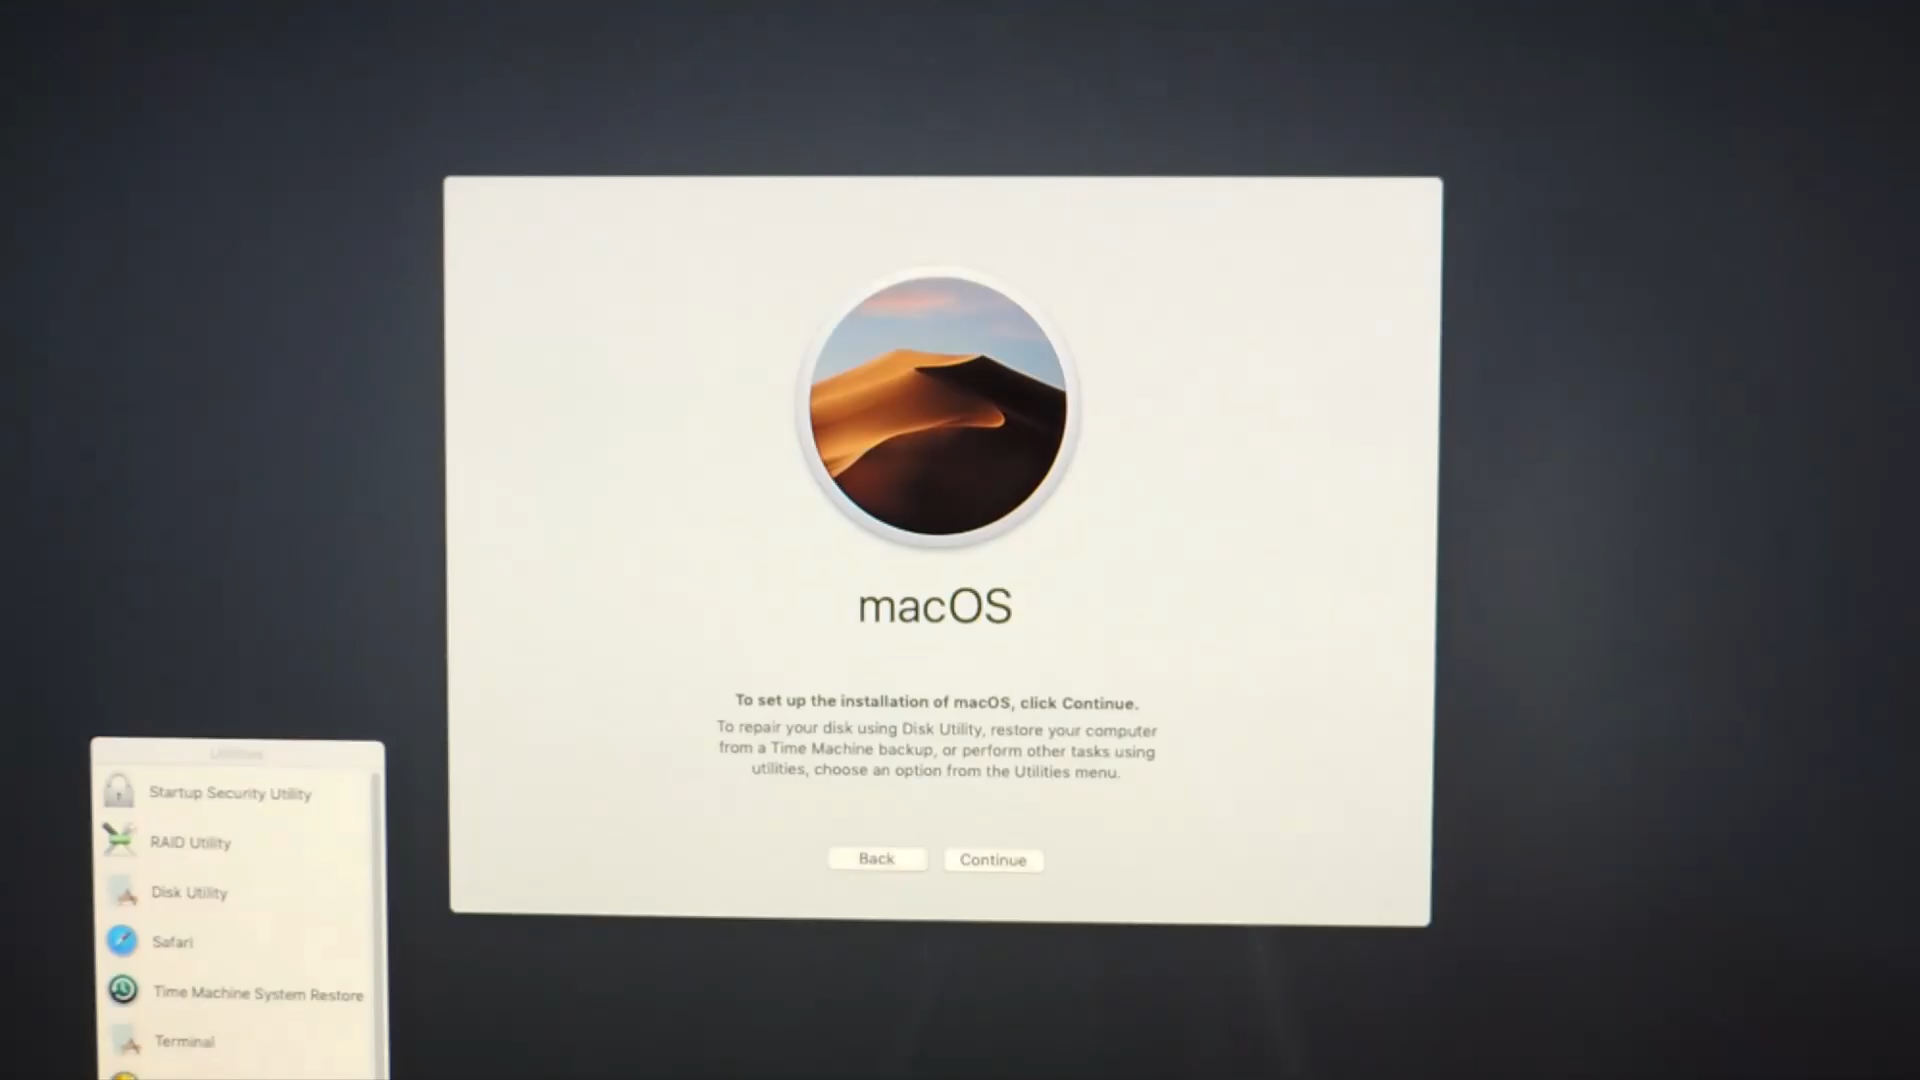 macOS
To set up the installation of macOS, click Continue.
To repair your disk using Disk Utility, restore your computer
from a Time Machine backup, or perform other tasks using
utilities, choose an option from the Utilities menu.
Back
Continue
Utilities
Startup Security Utility
RAID Utility
Disk Utility
Safari
Time Machine System Restore
Terminal